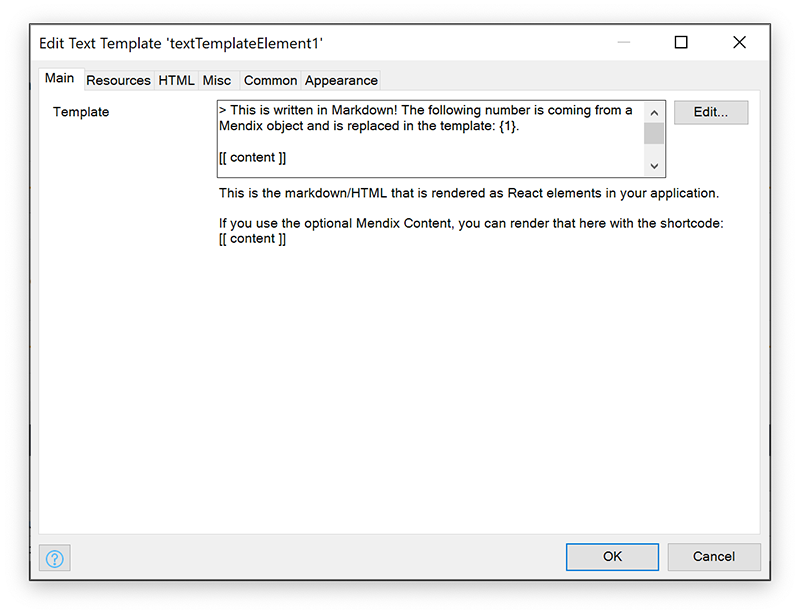 Edit Text Template 'textTemplateElement1'
Main Resources HTML Misc Common Appearance
Template
> This is written in Markdown! The following number is coming from a
Mendix object and is replaced in the template: {1}.
[[ content ]]
Edit...
This is the markdown/HTML that is rendered as React elements in your application.
If you use the optional Mendix Content, you can render that here with the shortcode:
[[ content ]]
?
OK
Cancel